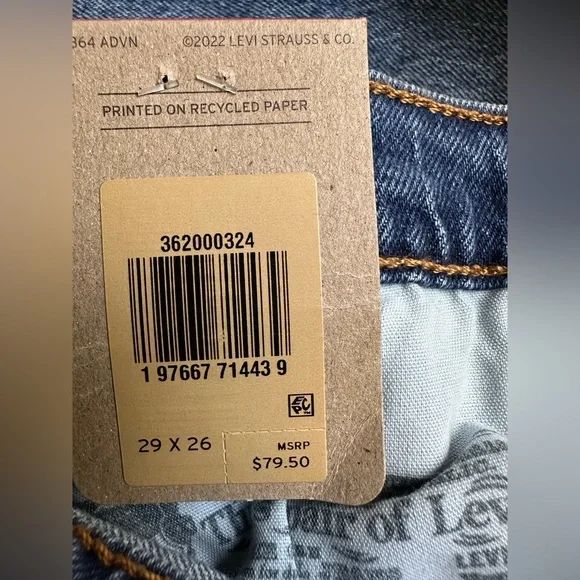 364 ADVN ©2022 LEVI STRAUSS & CO.
PRINTED ON RECYCLED PAPER
362000324
1 97667 71443 9
29 X 26
MSRP
$79.50
of Lev
LEVI